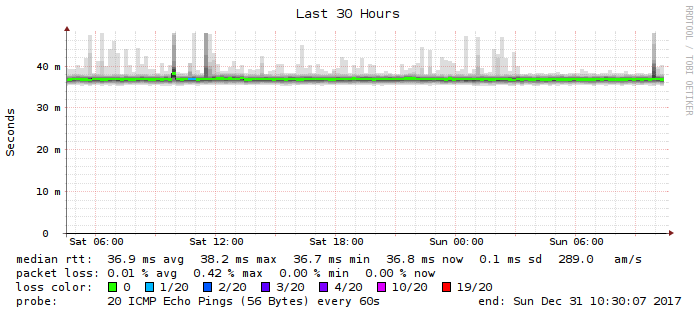 Last 30 Hours
RRDTOOL / TOBI OETIKER
Seconds
40 m
30 m
20 m
10 m
0
Sat 06:00 Sat 12:00 Sat 18:00 Sun 00:00 Sun 06:00
median rtt: 36.9 ms avg 38.2 ms max 36.7 ms min 36.8 ms now 0.1 ms sd 289.0 am/s
packet loss: 0.01 % avg 0.42 % max 0.00 % min 0.00 % now
loss color: 0 1/20 2/20 3/20 4/20 10/20 19/20
probe: 20 ICMP Echo Pings (56 Bytes) every 60s end: Sun Dec 31 10:30:07 2017